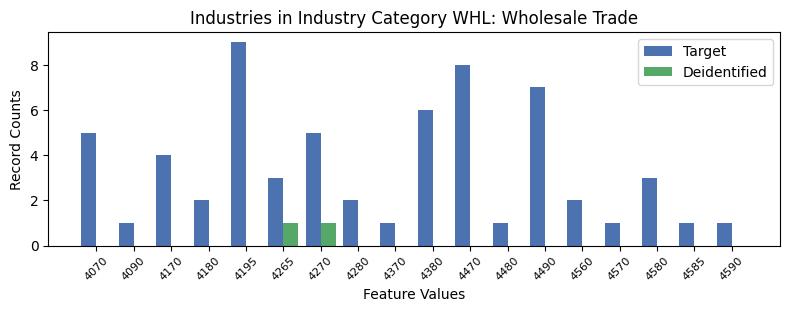 Industries in Industry Category WHL: Wholesale Trade
Target
Deidentified
Record Counts
8
6
4
2
0
4070 4090 4170 4180 4195 4265 4270 4280 4370 4380 4470 4480 4490 4560 4570 4580 4585 4590
Feature Values